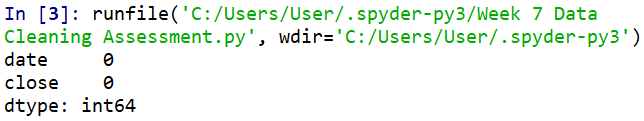 In [3]: runfile('C:/Users/User/.spyder-py3/Week 7 Data
Cleaning Assessment.py', wdir='C:/Users/User/.spyder-py3')
date     0
close    0
dtype: int64